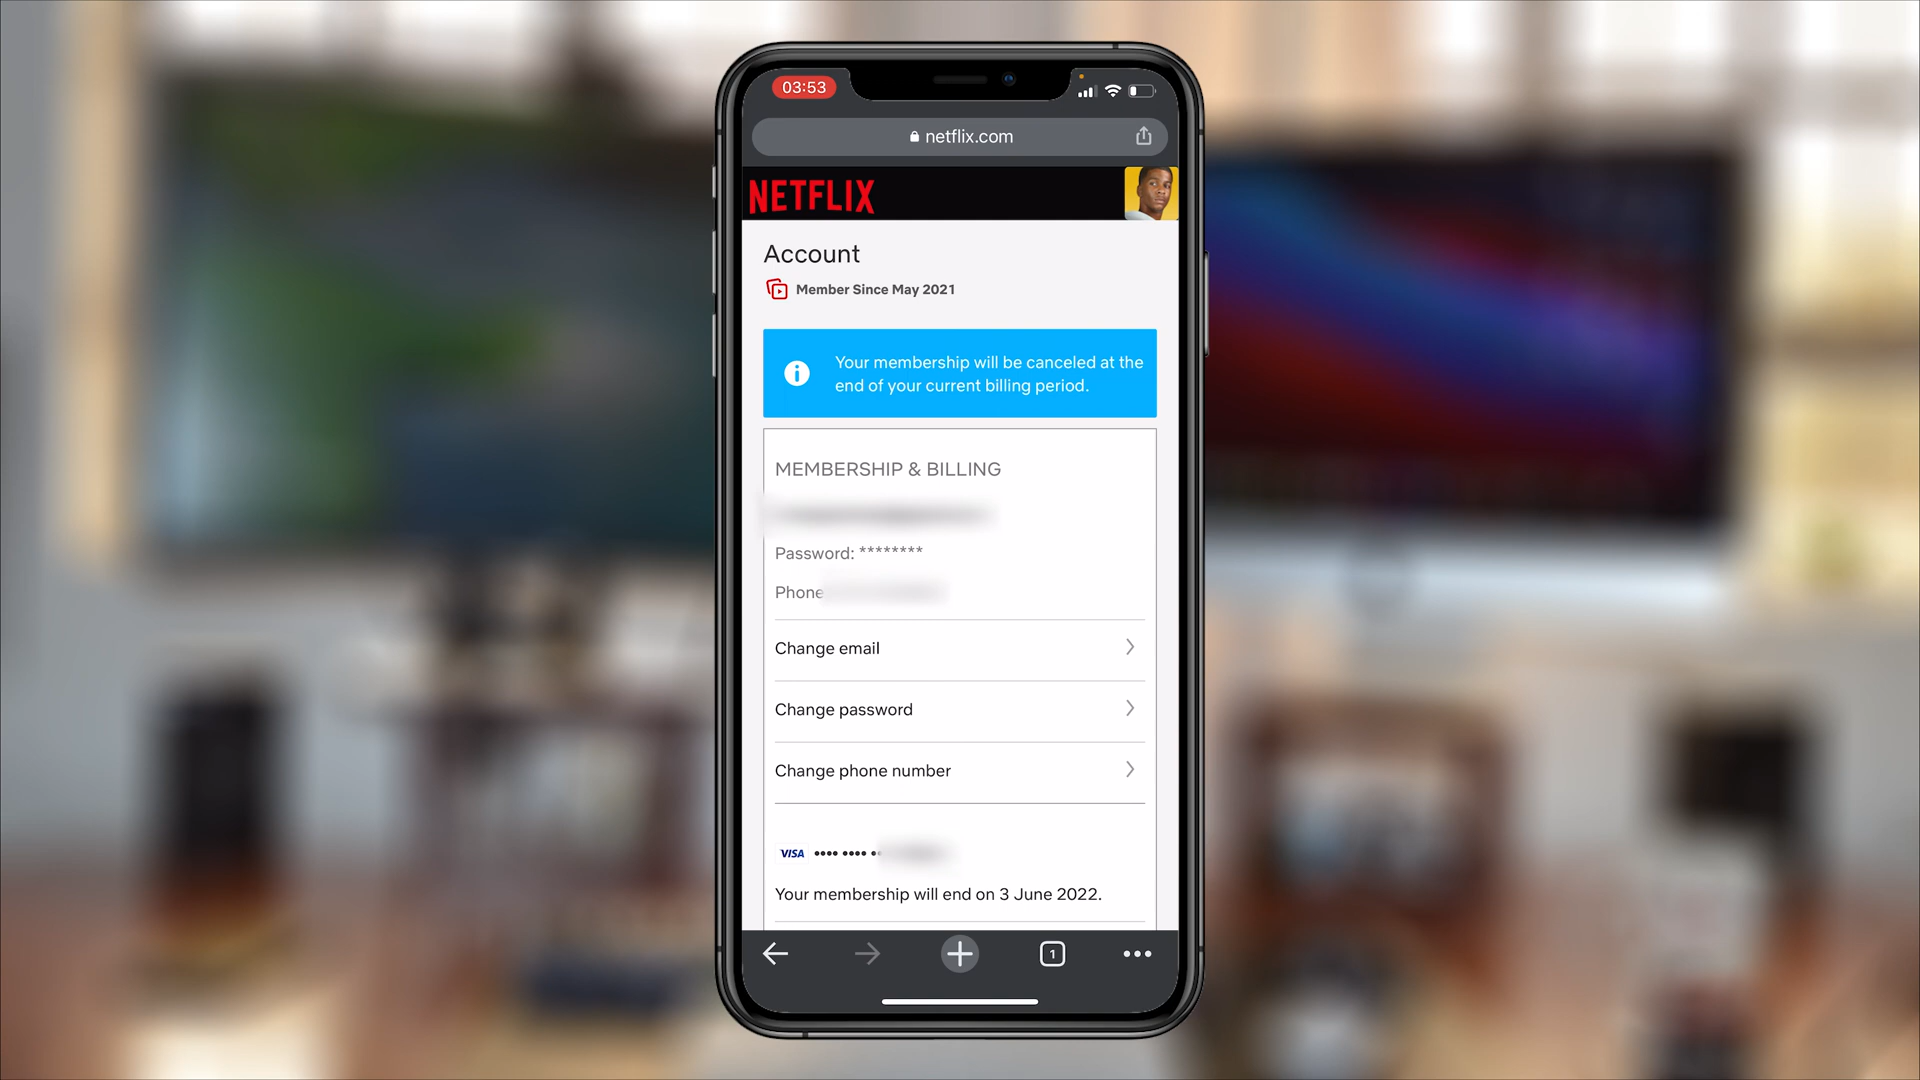 03:53
netflix.com
NETFLIX
Account
Member Since May 2021
Your membership will be canceled at the
end of your current billing period.
MEMBERSHIP & BILLING
Password: ********
Phone
Change email
Change password
Change phone number
VISA •••• •••• •
Your membership will end on 3 June 2022.
1